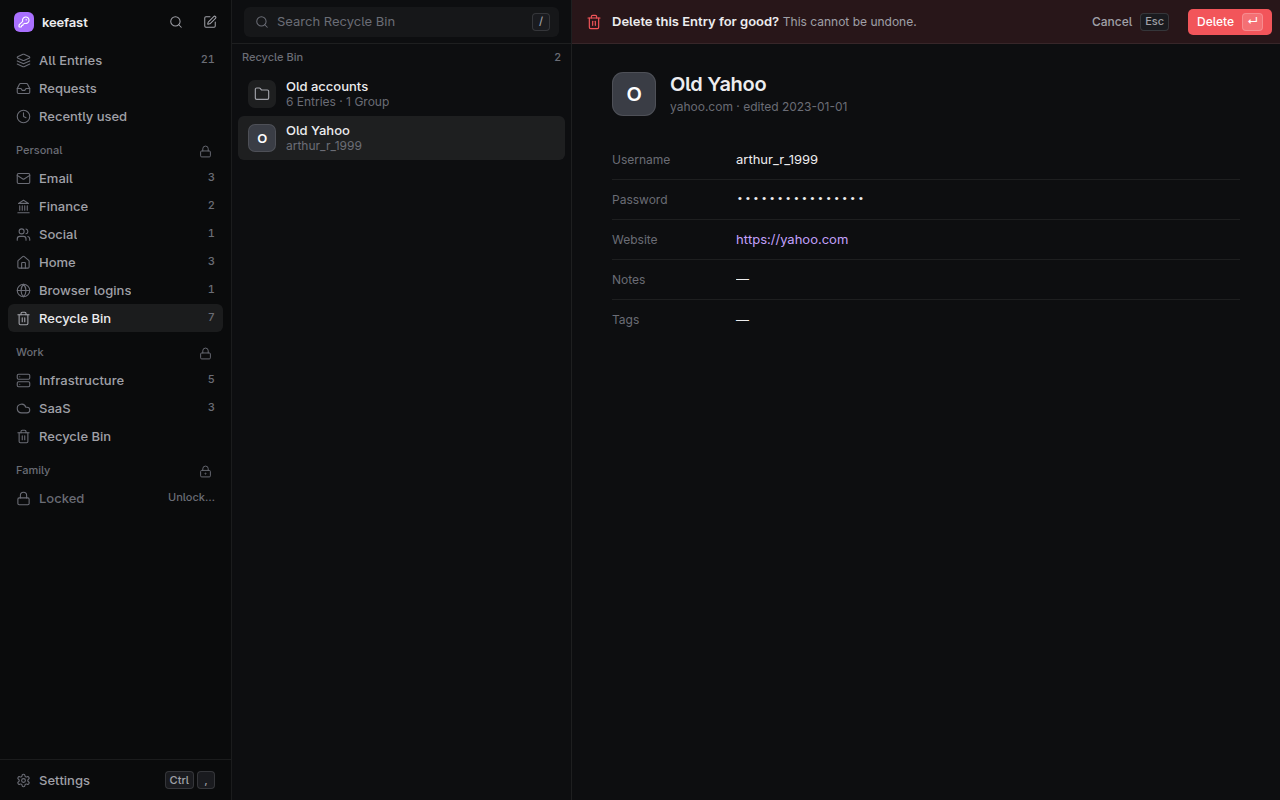 keefast
All Entries 21
Requests
Recently used
Personal
Email 3
Finance 2
Social 1
Home 3
Browser logins 1
Recycle Bin 7
Work
Infrastructure 5
SaaS 3
Recycle Bin
Family
Locked Unlock...
Settings Ctrl ,
Search Recycle Bin /
Recycle Bin 2
Old accounts
6 Entries · 1 Group
O
Old Yahoo
arthur_r_1999
Delete this Entry for good? This cannot be undone. Cancel Esc Delete ↵
O
Old Yahoo
yahoo.com · edited 2023-01-01
Username arthur_r_1999
Password ••••••••••••••••
Website https://yahoo.com
Notes —
Tags —